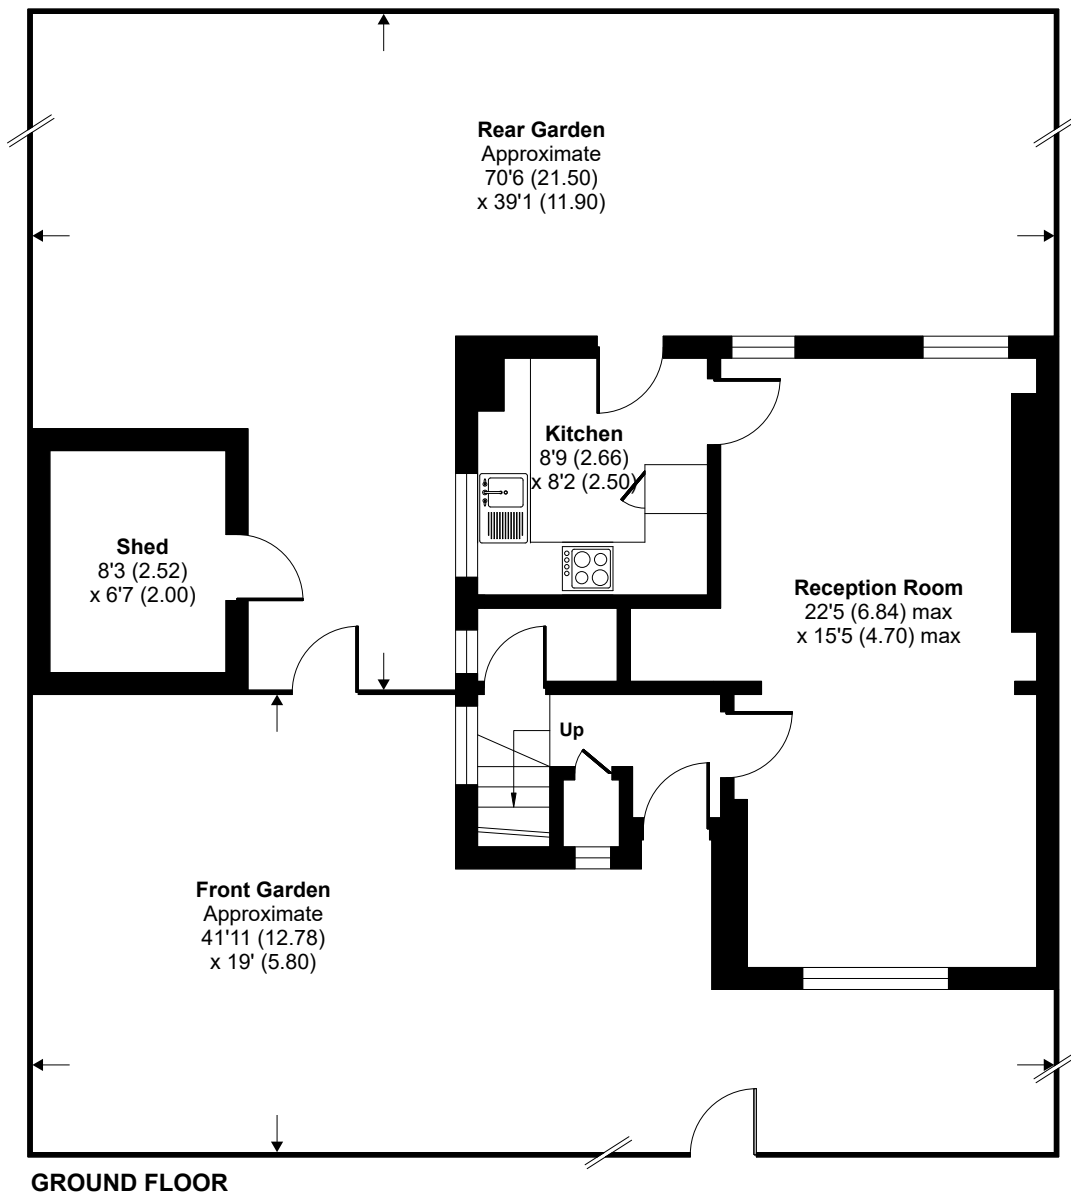 Rear Garden
Approximate
70'6 (21.50)
x 39'1 (11.90)
Kitchen
8'9 (2.66)
x 8'2 (2.50)
Shed
8'3 (2.52)
x 6'7 (2.00)
Reception Room
22'5 (6.84) max
x 15'5 (4.70) max
Up
Front Garden
Approximate
41'11 (12.78)
x 19' (5.80)
GROUND FLOOR